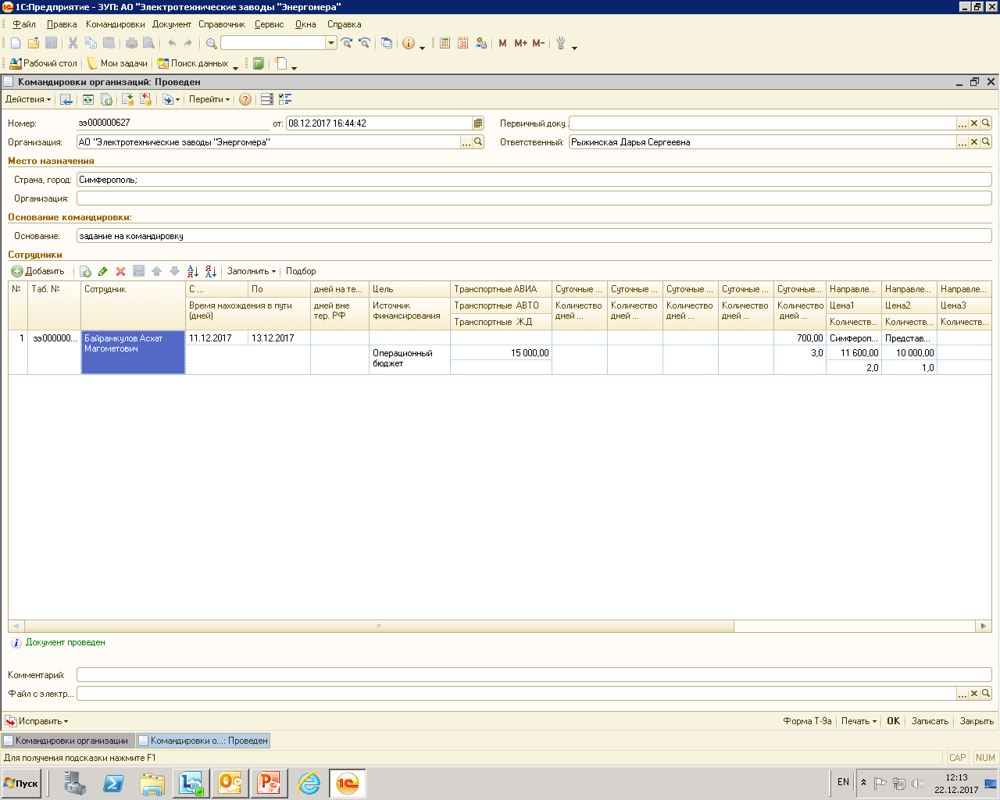 1С:Предприятие - ЗУП: АО "Электротехнические заводы "Энергомера"
Файл Правка Командировки Документ Справочник Сервис Окна Справка
M M+ M-
Рабочий стол Мои задачи Поиск данных
Командировки организаций: Проведен
Действия Перейти
Номер: зэ000000627 от: 08.12.2017 16:44:42 Первичный доку...
Организация: АО "Электротехнические заводы "Энергомера" Ответственный: Рыжинская Дарья Сергеевна
Место назначения
Страна, город: Симферополь;
Организация:
Основание командировки:
Основание: задание на командировку
Сотрудники
Добавить Заполнить Подбор
№ Таб. № Сотрудник С ... По дней на те... Цель Транспортные АВИА Суточные ... Суточные ... Суточные ... Суточные ... Суточные... Направле... Направле... Направле...
Время нахождения в пути (дней) дней вне тер. РФ Источник финансирования Транспортные АВТО Количество дней ... Количество дней ... Количество дней ... Количество дней ... Количество дней ... Цена1 Цена2 Цена3
Транспортные ЖД Количеств... Количеств... Количеств...
1 зэ000000... Байрамкулов Асхат Магометович 11.12.2017 13.12.2017 700,00 Симфероп... Представ...
Операционный бюджет 15 000,00 3,0 11 600,00 10 000,00
2,0 1,0
Документ проведен
Комментарий:
Файл с электр...
Исправить Форма Т-9а Печать OK Записать Закрыть
Командировки организации Командировки о...: Проведен
Для получения подсказки нажмите F1 CAP NUM
Пуск EN 12:13
22.12.2017